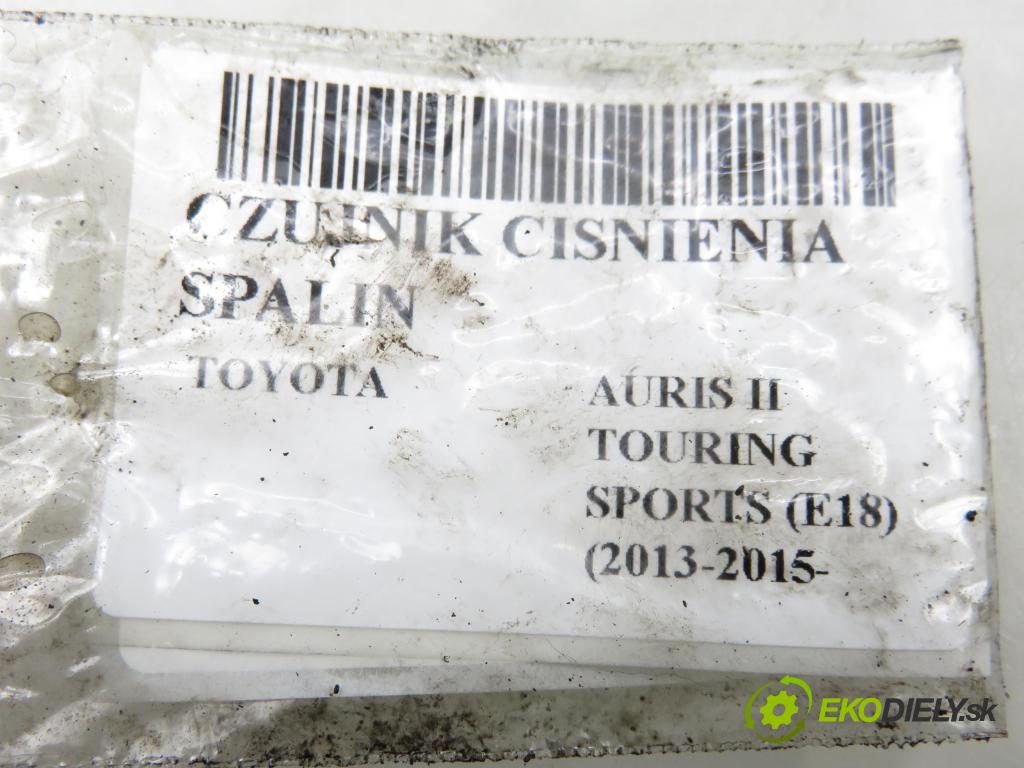 CZUJNIK CISNIENIA
SPALIN
TOYOTA
AURIS II
TOURING
SPORTS (E18)
(2013-2015-
EKODIELY.sk